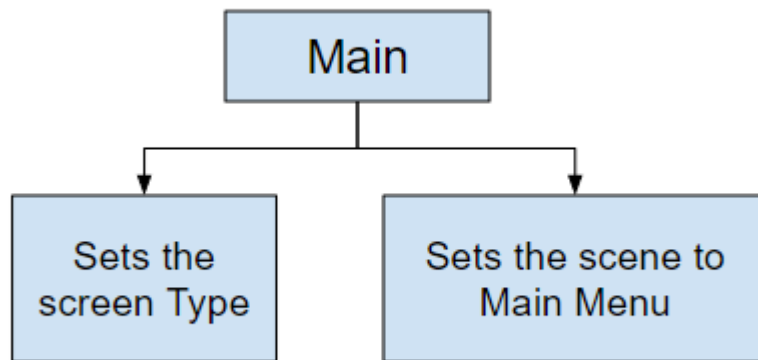 Main
Sets the
screen Type
Sets the scene to
Main Menu